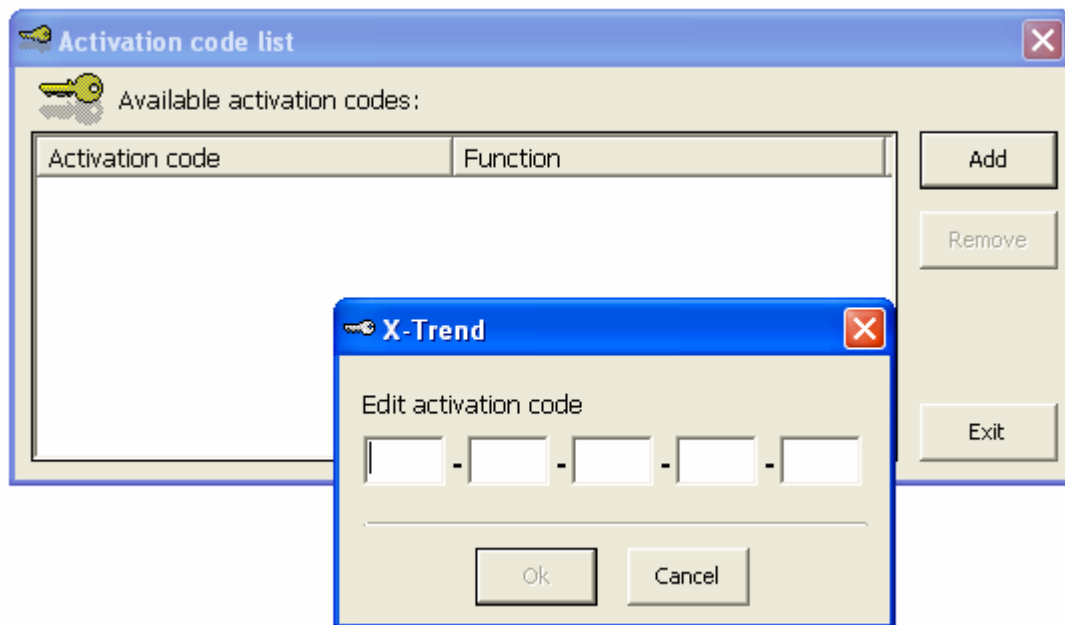 Activation code list
Available activation codes:
Activation code Function
Add
Remove
X-Trend
Edit activation code
- - - -
Exit
Ok Cancel